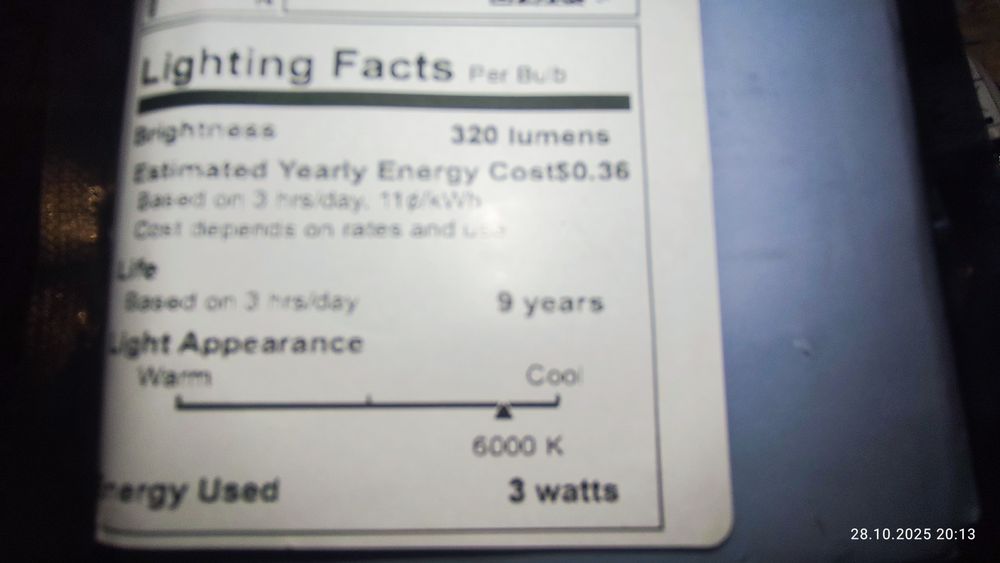 Lighting Facts Per Bulb
Brightness 320 lumens
Estimated Yearly Energy Cost$0.36
Based on 3 hrs/day, 11¢/kWh
Cost depends on rates and use
Life
Based on 3 hrs/day 9 years
Light Appearance
Warm Cool
6000 K
nergy Used 3 watts
28.10.2025 20:13